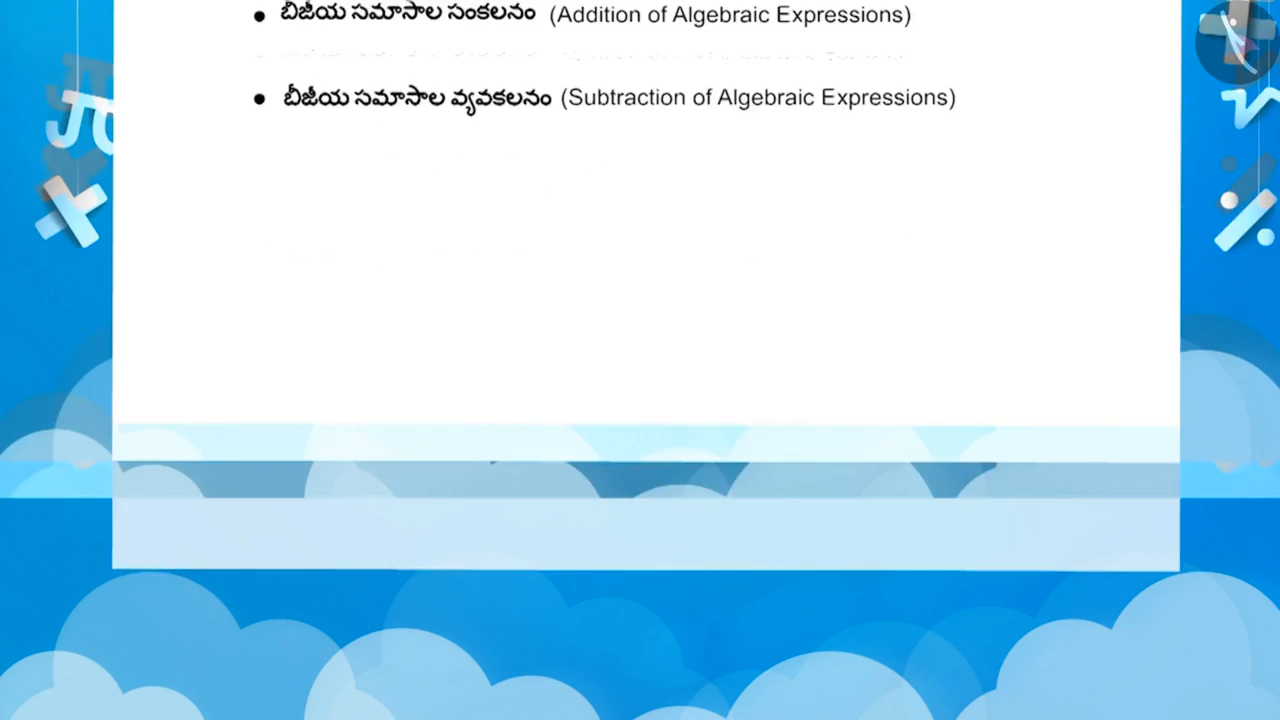 • బీజీయ సమాసాల సంకలనం (Addition of Algebraic Expressions)
• బీజీయ సమాసాల వ్యవకలనం (Subtraction of Algebraic Expressions)